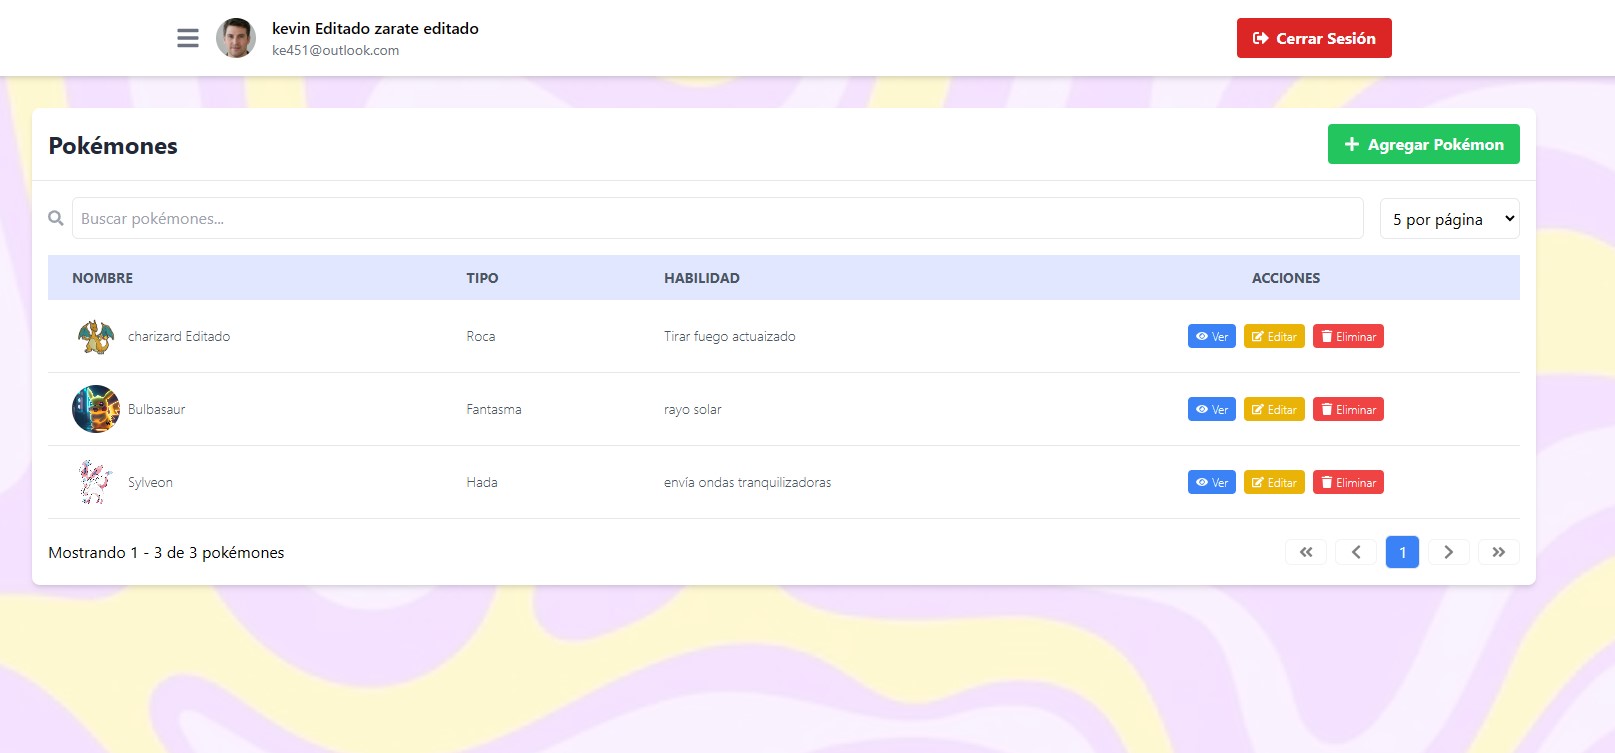 kevin Editado zarate editado
ke451@outlook.com
Cerrar Sesión
Pokémones
Agregar Pokémon
Buscar pokémones...
5 por página
NOMBRE TIPO HABILIDAD ACCIONES
charizard Editado Roca Tirar fuego actuaizado Ver Editar Eliminar
Bulbasaur Fantasma rayo solar Ver Editar Eliminar
Sylveon Hada envía ondas tranquilizadoras Ver Editar Eliminar
Mostrando 1 - 3 de 3 pokémones
1